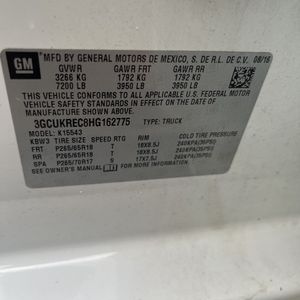 GM
MFD BY GENERAL MOTORS DE MEXICO, S. DE R.L. DE C.V. 08/16
GVWR GAWR FRT GAWR RR
3266 KG 1792 KG 1792 KG
7200 LB 3950 LB 3950 LB
THIS VEHICLE CONFORMS TO ALL APPLICABLE U.S. FEDERAL MOTOR
VEHICLE SAFETY STANDARDS IN EFFECT ON THE DATE OF
MANUFACTURE SHOWN ABOVE.
3GCUKREC8HG162775 TYPE: TRUCK
MODEL: K15543
KBW3 TIRE SIZE SPEED RTG RIM COLD TIRE PRESSURE
FRT P265/65R18 T 18X8.5J 240KPA(35PSI)
RR P265/65R18 T 18X8.5J 240KPA(35PSI)
SPA P265/70R17 S 17X7.5J 240KPA(35PSI)
SEE OWNER MANUAL FOR MORE INFORMATION.